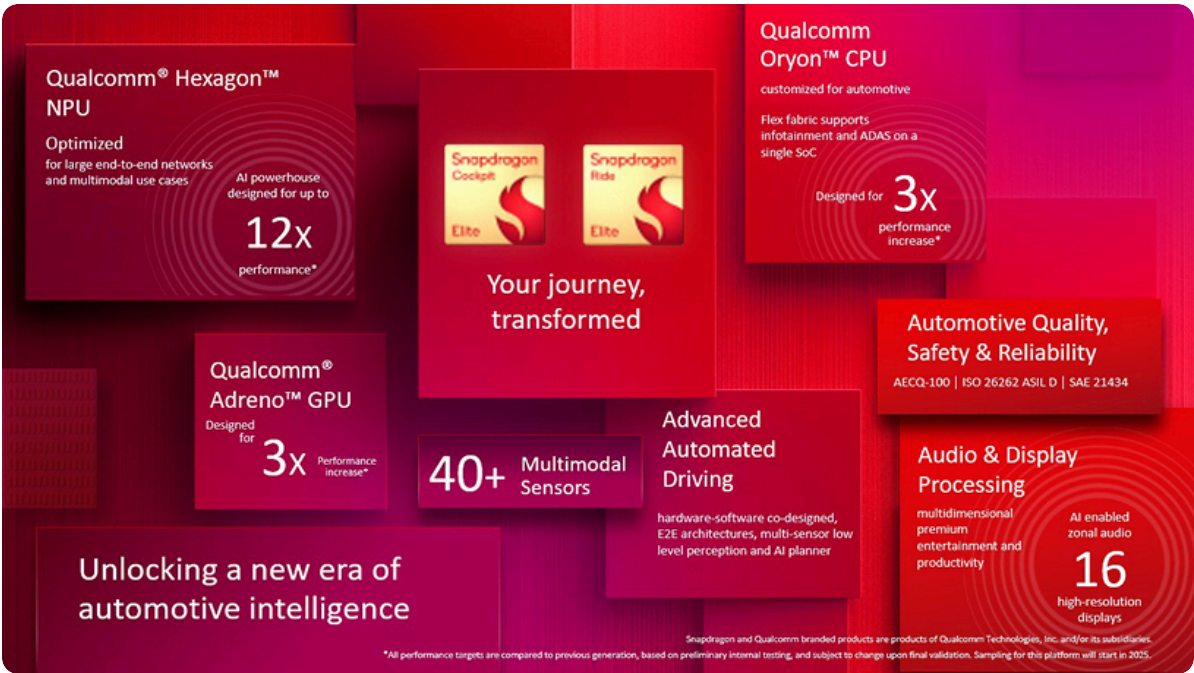 Qualcomm® Hexagon™
NPU
Optimized
for large end-to-end networks
and multimodal use cases
AI powerhouse
designed for up to
12x
performance*
Snapdragon
Cockpit
Elite
Snapdragon
Ride
Elite
Your journey,
transformed
Qualcomm
Oryon™ CPU
customized for automotive
Flex fabric supports
infotainment and ADAS on a
single SoC
Designed for
3x
performance
increase*
Automotive Quality,
Safety & Reliability
AECQ-100 | ISO 26262 ASIL D | SAE 21434
Qualcomm®
Adreno™ GPU
Designed
for
3x
Performance
increase*
40+
Multimodal
Sensors
Advanced
Automated
Driving
hardware-software co-designed,
E2E architectures, multi-sensor low
level perception and AI planner
Audio & Display
Processing
multidimensional
premium
entertainment and
productivity
AI enabled
zonal audio
16
high-resolution
displays
Unlocking a new era of
automotive intelligence
Snapdragon and Qualcomm branded products are products of Qualcomm Technologies, Inc. and/or its subsidiaries.
*All performance targets are compared to previous generation, based on preliminary internal testing, and subject to change upon final validation. Sampling for this platform will start in 2025.